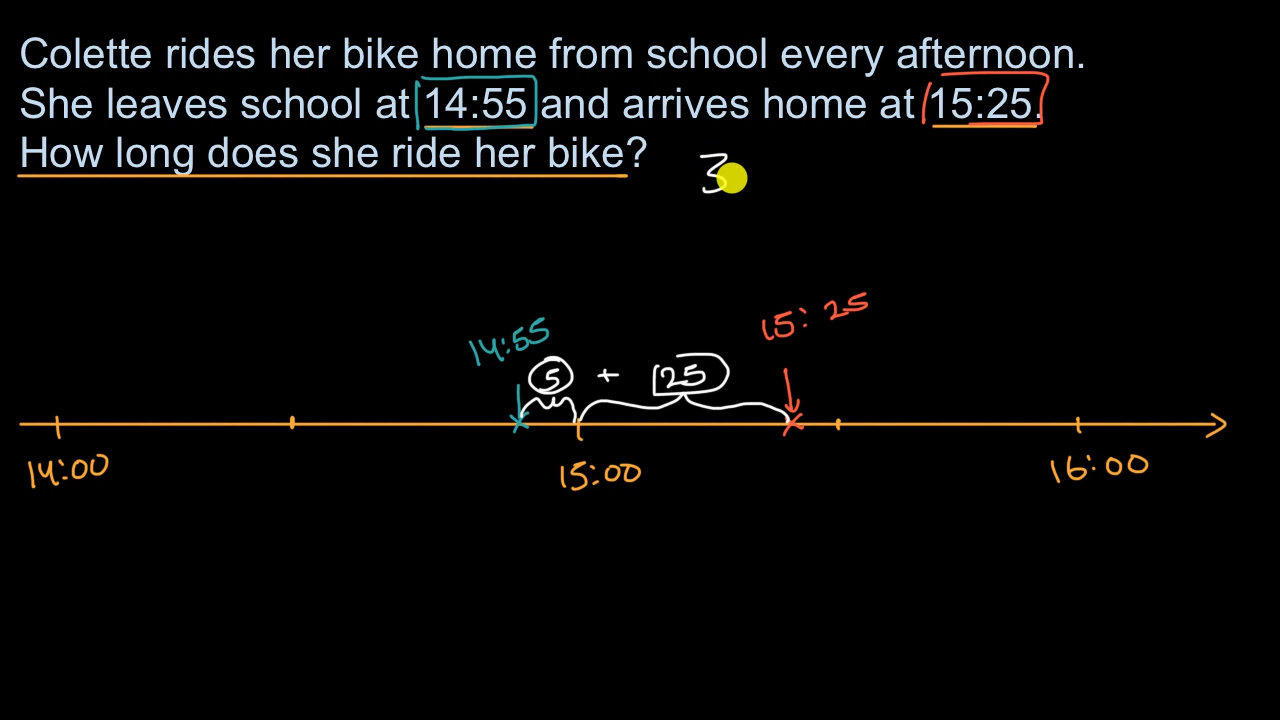 Colette rides her bike home from school every afternoon.
She leaves school at 14:55 and arrives home at 15:25.
How long does she ride her bike?
3
15:25
14:55
5 + 25
14:00 15:00 16:00